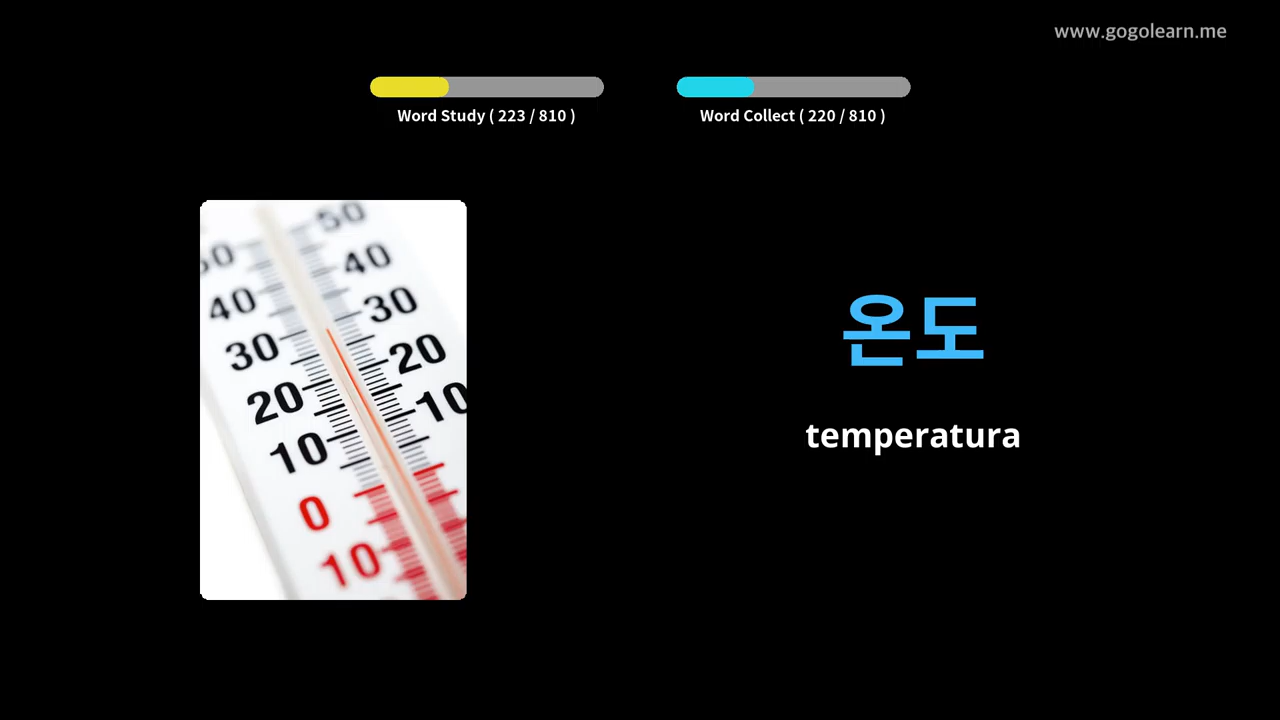 www.gogolearn.me
Word Study ( 223 / 810 )
Word Collect ( 220 / 810 )
50
50 40
40 30
30 20
20 10
10
0
10
온도
temperatura